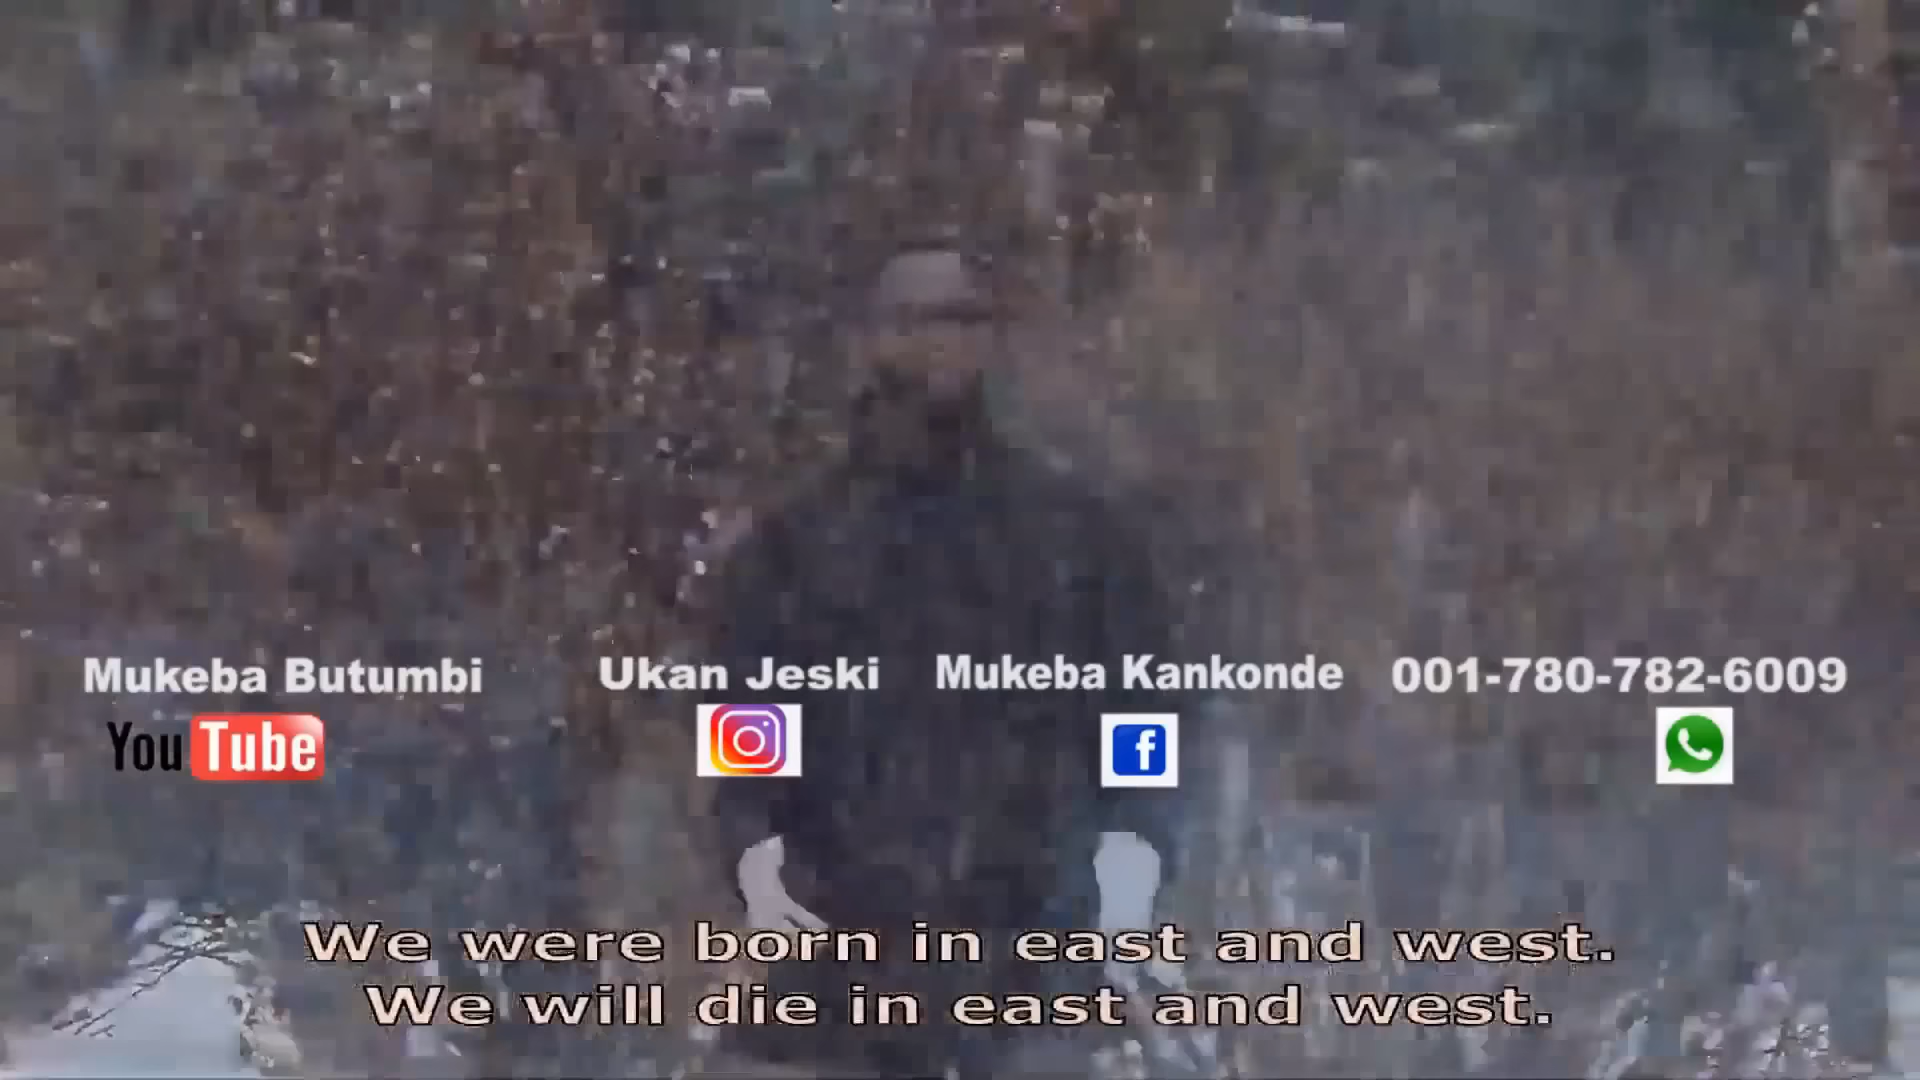 Mukeba Butumbi
Ukan Jeski
Mukeba Kankonde
001-780-782-6009
YouTube
We were born in east and west.
We will die in east and west.